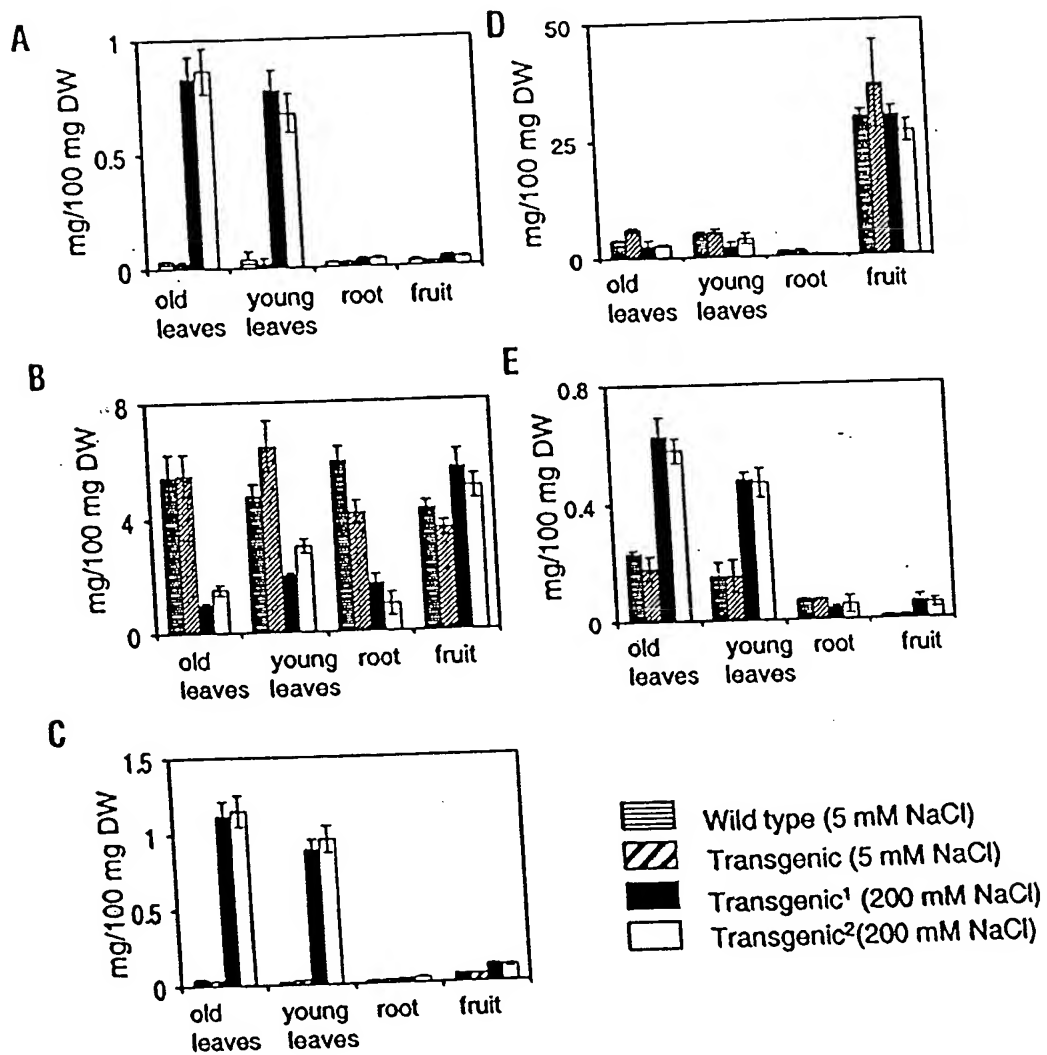 A
mg/100 mg DW
1
0.5
0
old
leaves
young
leaves
root
fruit
D
mg/100 mg DW
50
25
0
old
leaves
young
leaves
root
fruit
B
mg/100 mg DW
8
4
0
old
leaves
young
leaves
root
fruit
E
mg/100 mg DW
0.8
0.4
0
old
leaves
young
leaves
root
fruit
C
mg/100 mg DW
1.5
1
0.5
0
old
leaves
young
leaves
root
fruit
Wild type (5 mM NaCl)
Transgenic (5 mM NaCl)
Transgenic¹ (200 mM NaCl)
Transgenic²(200 mM NaCl)